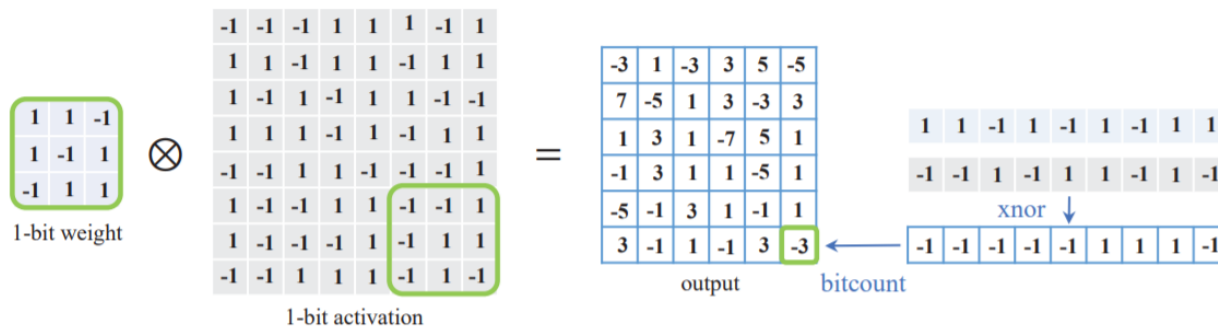 1 1 -1
1 -1 1
-1 1 1
1-bit weight
⊗
-1 -1 -1 1 1 1 -1 1
1 1 -1 1 1 -1 1 1
1 -1 1 -1 1 1 -1 -1
1 1 1 -1 1 -1 1 1
-1 -1 1 1 -1 -1 -1 1
1 -1 -1 1 1 -1 -1 1
1 -1 -1 -1 1 -1 1 1
-1 -1 1 1 1 -1 1 -1
1-bit activation
=
-3 1 -3 3 5 -5
7 -5 1 3 -3 3
1 3 1 -7 5 1
-1 3 1 1 -5 1
-5 -1 3 1 -1 1
3 -1 1 -1 3 -3
output
1 1 -1 1 -1 1 -1 1 1
-1 -1 1 -1 1 1 -1 1 -1
xnor
-1 -1 -1 -1 -1 1 1 1 -1
bitcount